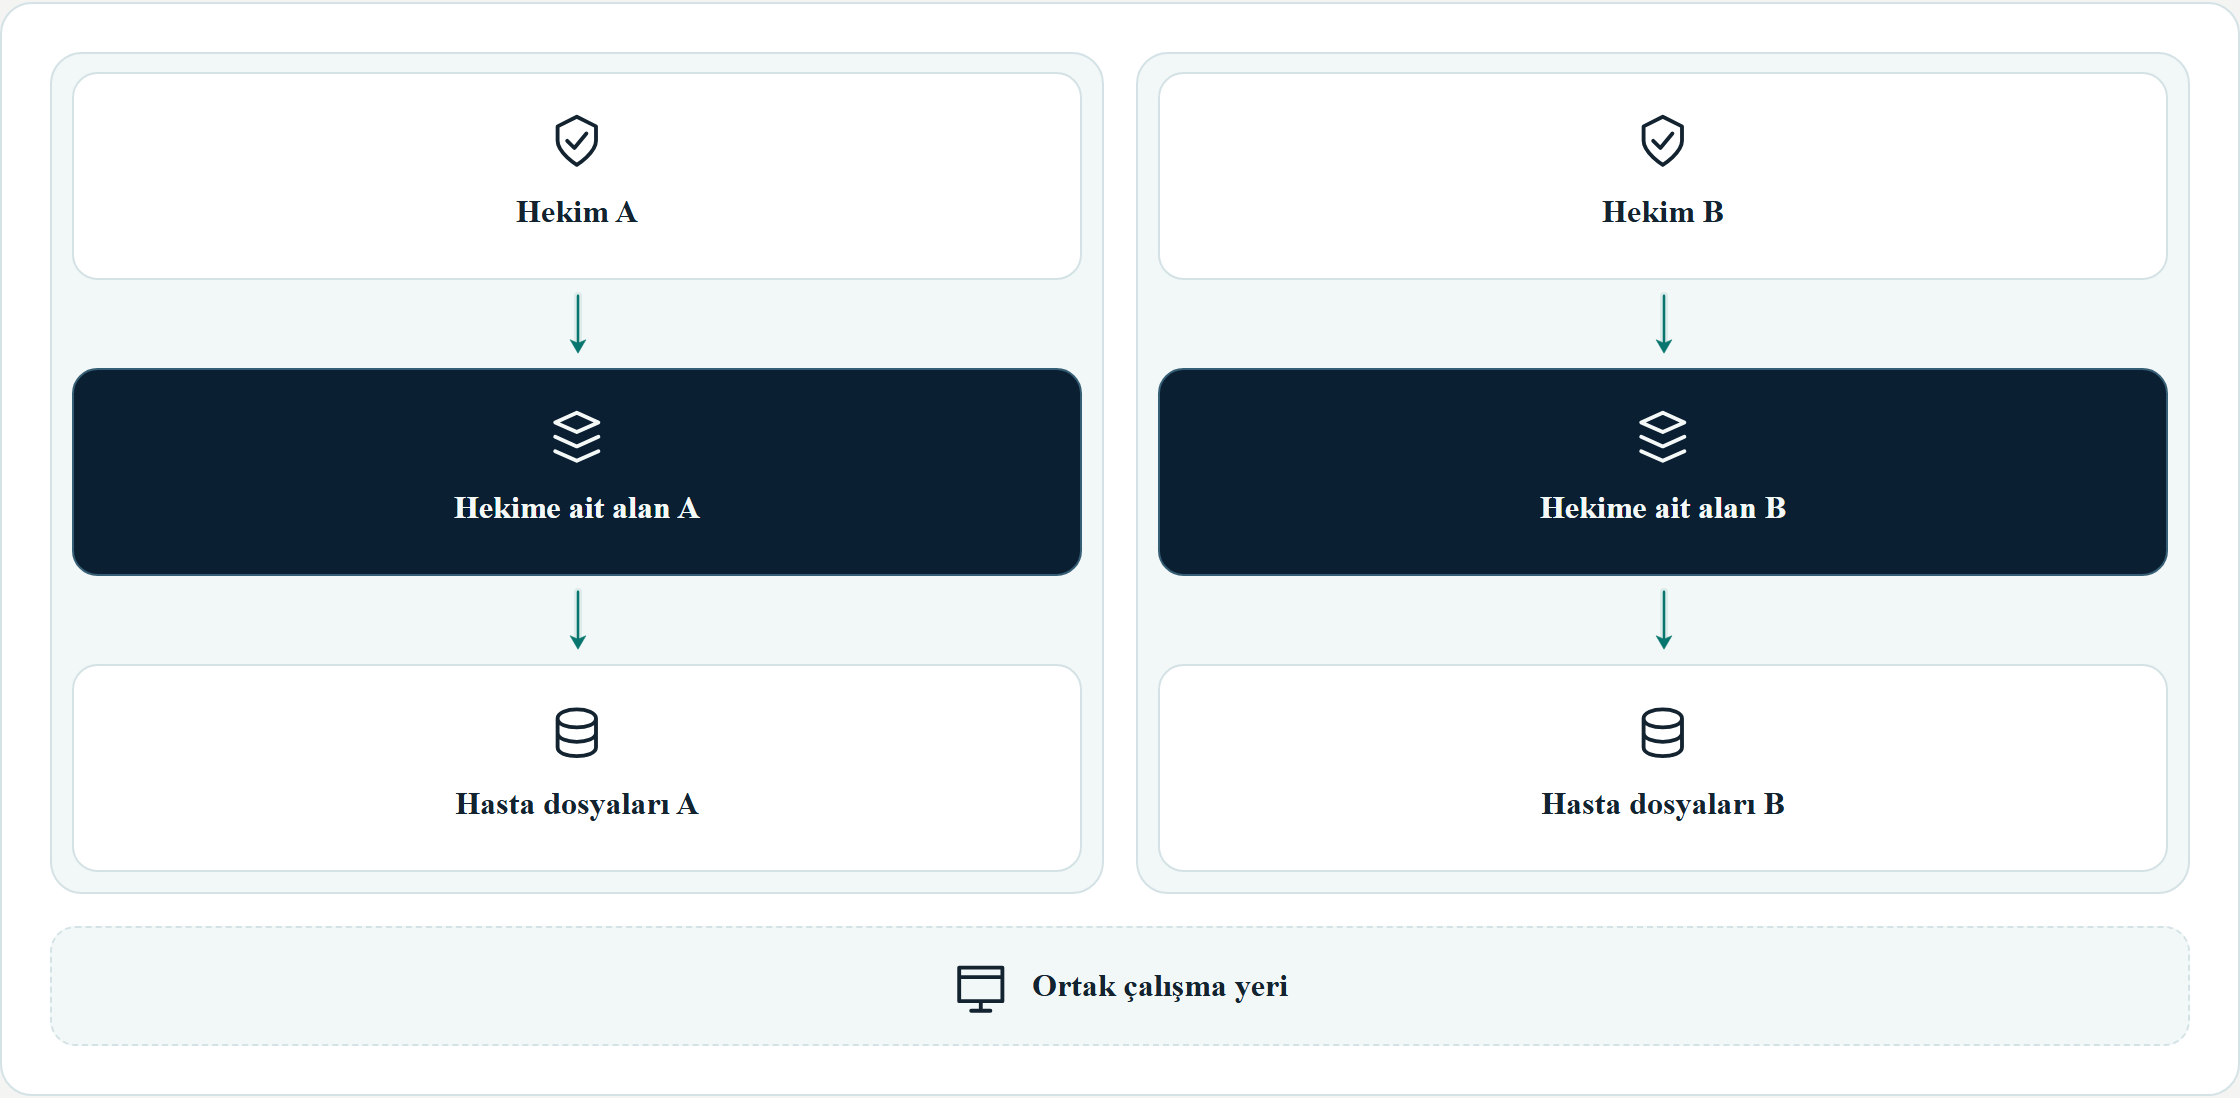 Hekim A
Hekime ait alan A
Hasta dosyaları A
Hekim B
Hekime ait alan B
Hasta dosyaları B
Ortak çalışma yeri